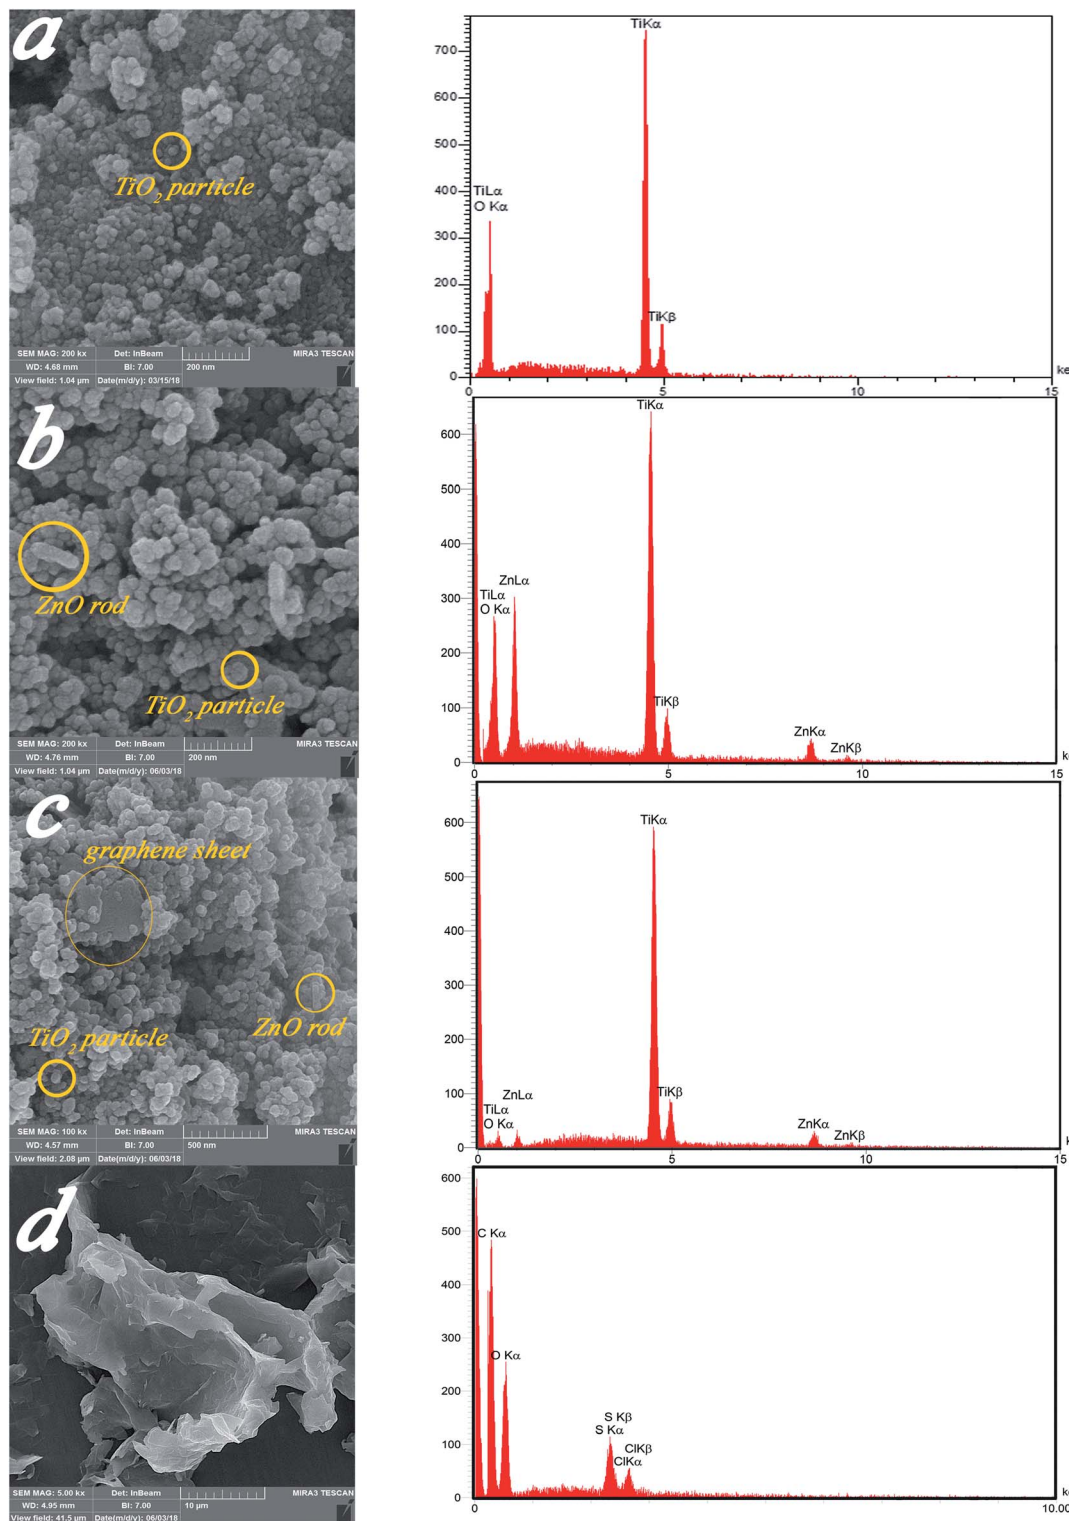 a
TiO2 particle
SEM MAG: 200 kx Det: InBeam
WD: 4.68 mm BI: 7.00 200 nm MIRA3 TESCAN
View field: 1.04 µm Date(m/d/y): 03/15/18
TiKα
700
600
500
400
300
200
100
0
TiLα
O Kα
TiKβ
0 5 10 15
ke
b
ZnO rod
TiO2 particle
SEM MAG: 200 kx Det: InBeam MIRA3 TESCAN
WD: 4.76 mm BI: 7.00 200 nm
View field: 1.04 µm Date(m/d/y): 06/03/18
TiKα
600
500
400
300
200
100
0
ZnLα
TiLα
O Kα
TiKβ
ZnKα
ZnKβ
0 5 10 15
k
c
graphene sheet
ZnO rod
TiO2 particle
SEM MAG: 100 kx Det: InBeam MIRA3 TESCAN
WD: 4.57 mm BI: 7.00 500 nm
View field: 2.08 µm Date(m/d/y): 06/03/18
TiKα
600
500
400
300
200
100
0
ZnLα
TiLα
O Kα
TiKβ
ZnKα
ZnKβ
0 5 10 15
k
d
SEM MAG: 5.00 kx Det: InBeam MIRA3 TESCAN
WD: 4.95 mm BI: 7.00 10 µm
View field: 41.5 µm Date(m/d/y): 06/03/18
600
500
400
300
200
100
0
C Kα
O Kα
S Kβ
S Kα
ClKβ
ClKα
0 10.00
ke